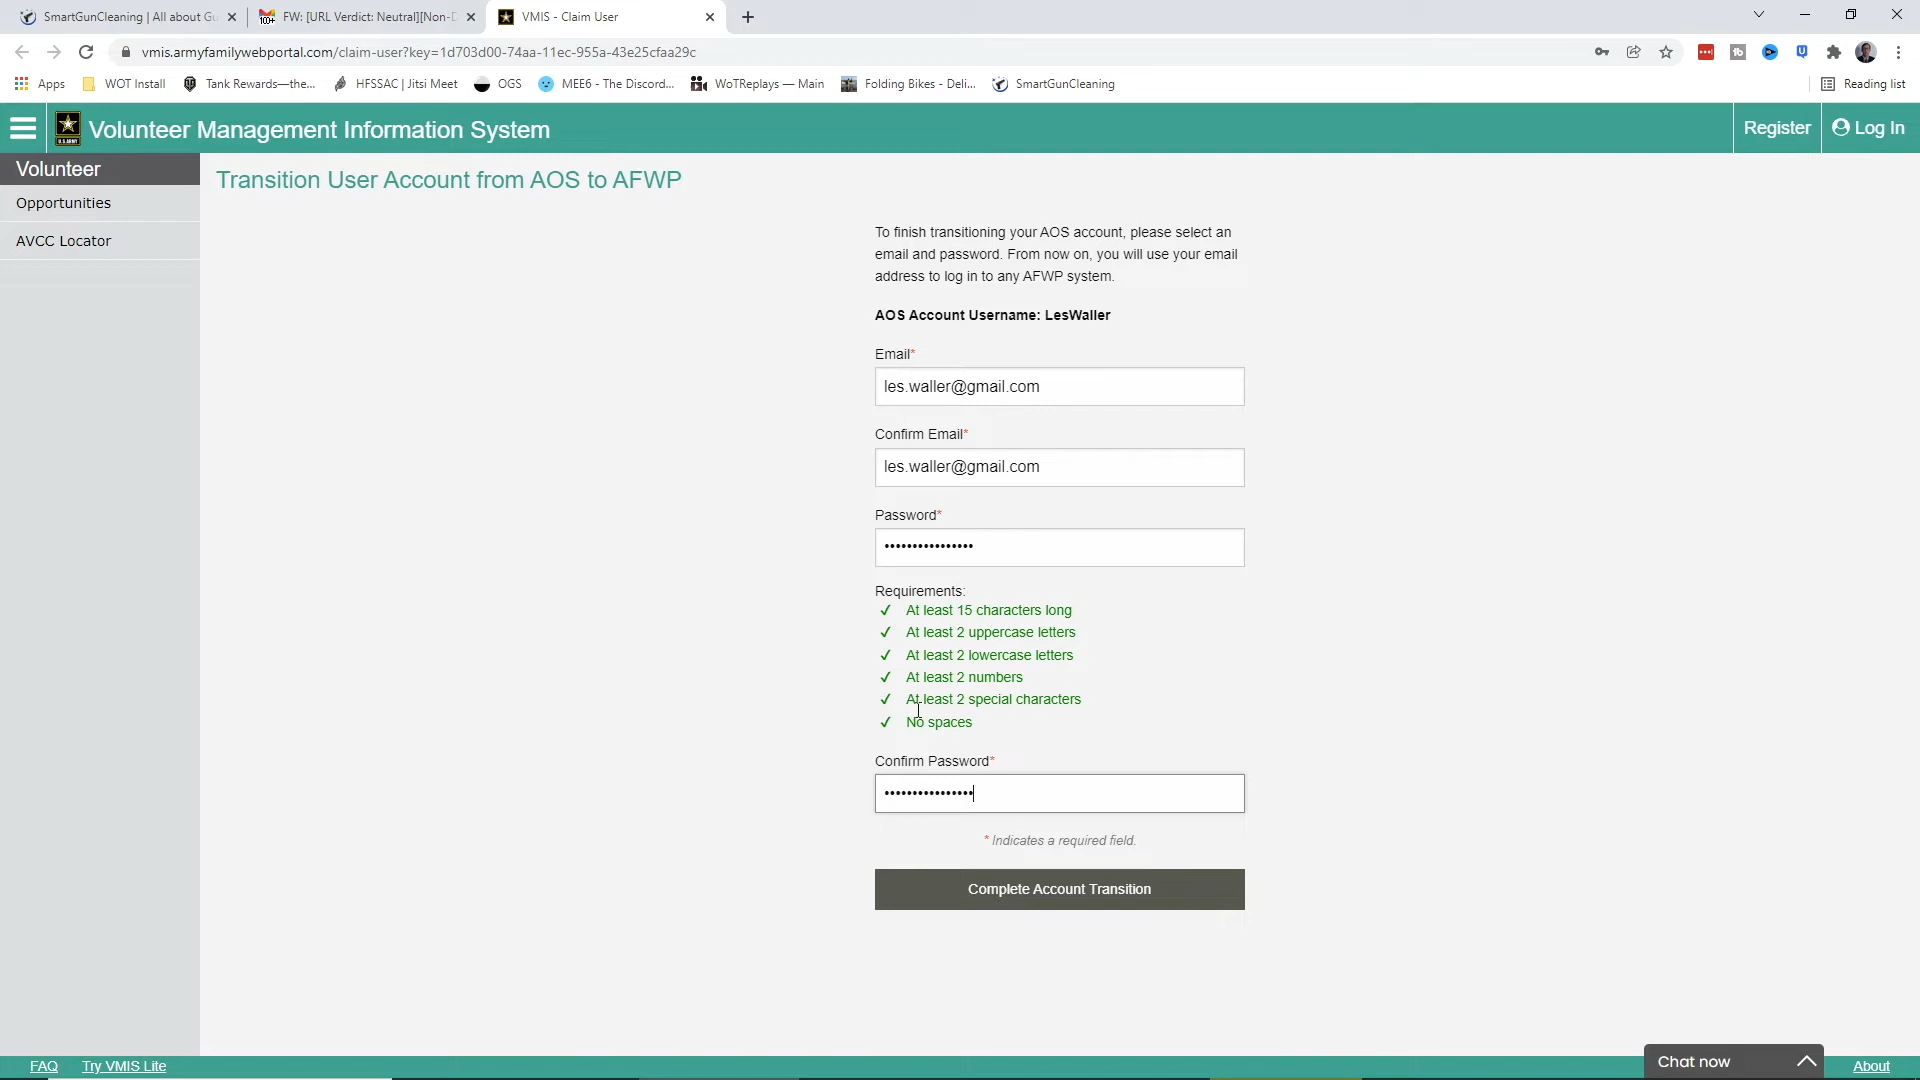 SmartGunCleaning | All about Gu
FW: [URL Verdict: Neutral][Non-D
VMIS - Claim User
100+
vmis.armyfamilywebportal.com/claim-user?key=1d703d00-74aa-11ec-955a-43e25cfaa29c
Apps
WOT Install
Tank Rewards—the...
HFSSAC | Jitsi Meet
OGS
MEE6 - The Discord...
WoTReplays — Main
Folding Bikes - Deli...
SmartGunCleaning
Reading list
U.S.ARMY
Volunteer Management Information System
Register
Log In
Volunteer
Opportunities
AVCC Locator
Transition User Account from AOS to AFWP
To finish transitioning your AOS account, please select an
email and password. From now on, you will use your email
address to log in to any AFWP system.
AOS Account Username: LesWaller
Email*
les.waller@gmail.com
Confirm Email*
les.waller@gmail.com
Password*
••••••••••••••••
Requirements:
✓ At least 15 characters long
✓ At least 2 uppercase letters
✓ At least 2 lowercase letters
✓ At least 2 numbers
✓ At least 2 special characters
✓ No spaces
Confirm Password*
••••••••••••••••
* Indicates a required field.
Complete Account Transition
FAQ
Try VMIS Lite
Chat now
About